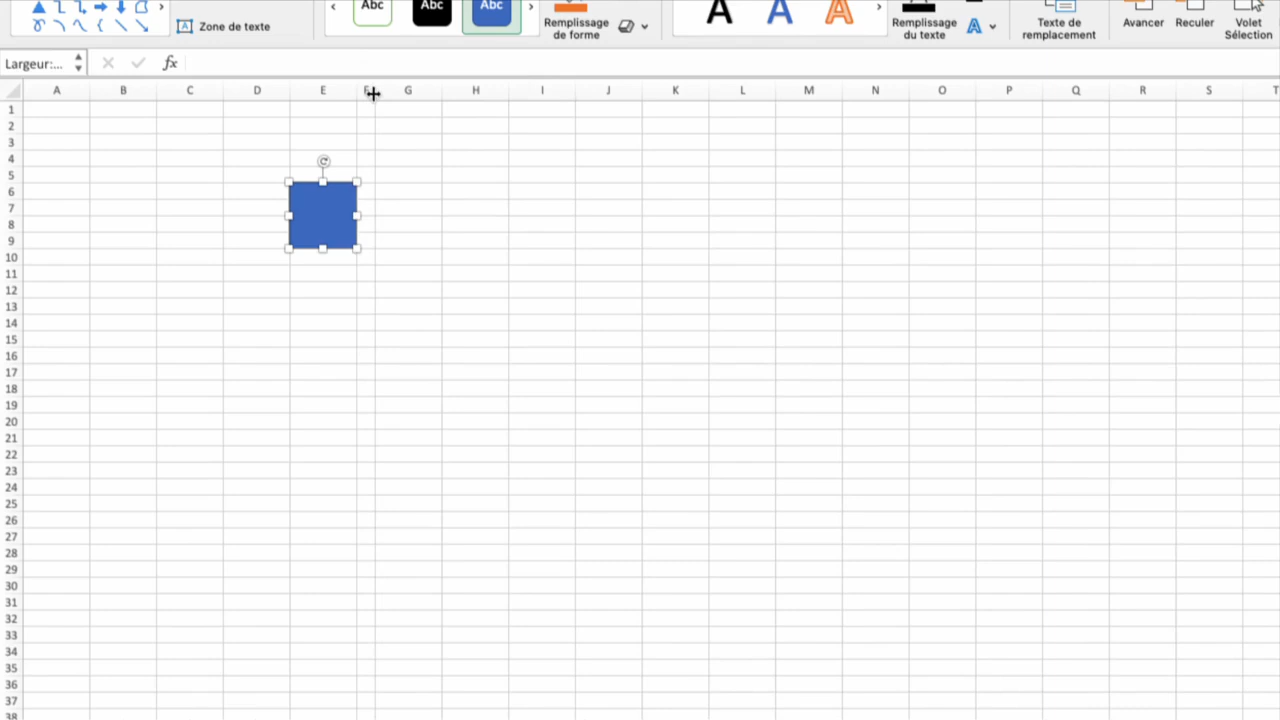 Abc Abc Abc A A A
Zone de texte
Remplissage
de forme
Remplissage
du texte
A
Texte de
remplacement
Avancer
Reculer
Volet
Sélection
Largeur:... fx
A B C D E F G H I J K L M N O P Q R S T
1
2
3
4
5
6
7
8
9
10
11
12
13
14
15
16
17
18
19
20
21
22
23
24
25
26
27
28
29
30
31
32
33
34
35
36
37
38